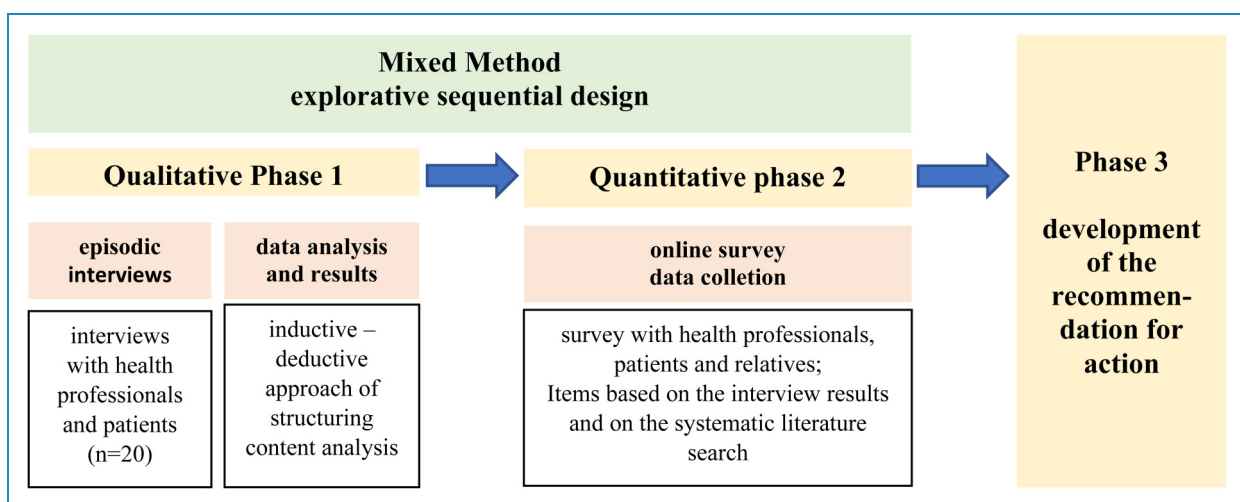 Mixed Method
explorative sequential design
Qualitative Phase 1
Quantitative phase 2
episodic
interviews
data analysis
and results
online survey
data colletion
interviews
with health
professionals
and patients
(n=20)
inductive –
deductive
approach of
structuring
content analysis
survey with health professionals,
patients and relatives;
Items based on the interview results
and on the systematic literature
search
Phase 3
development
of the
recommen-
dation for
action